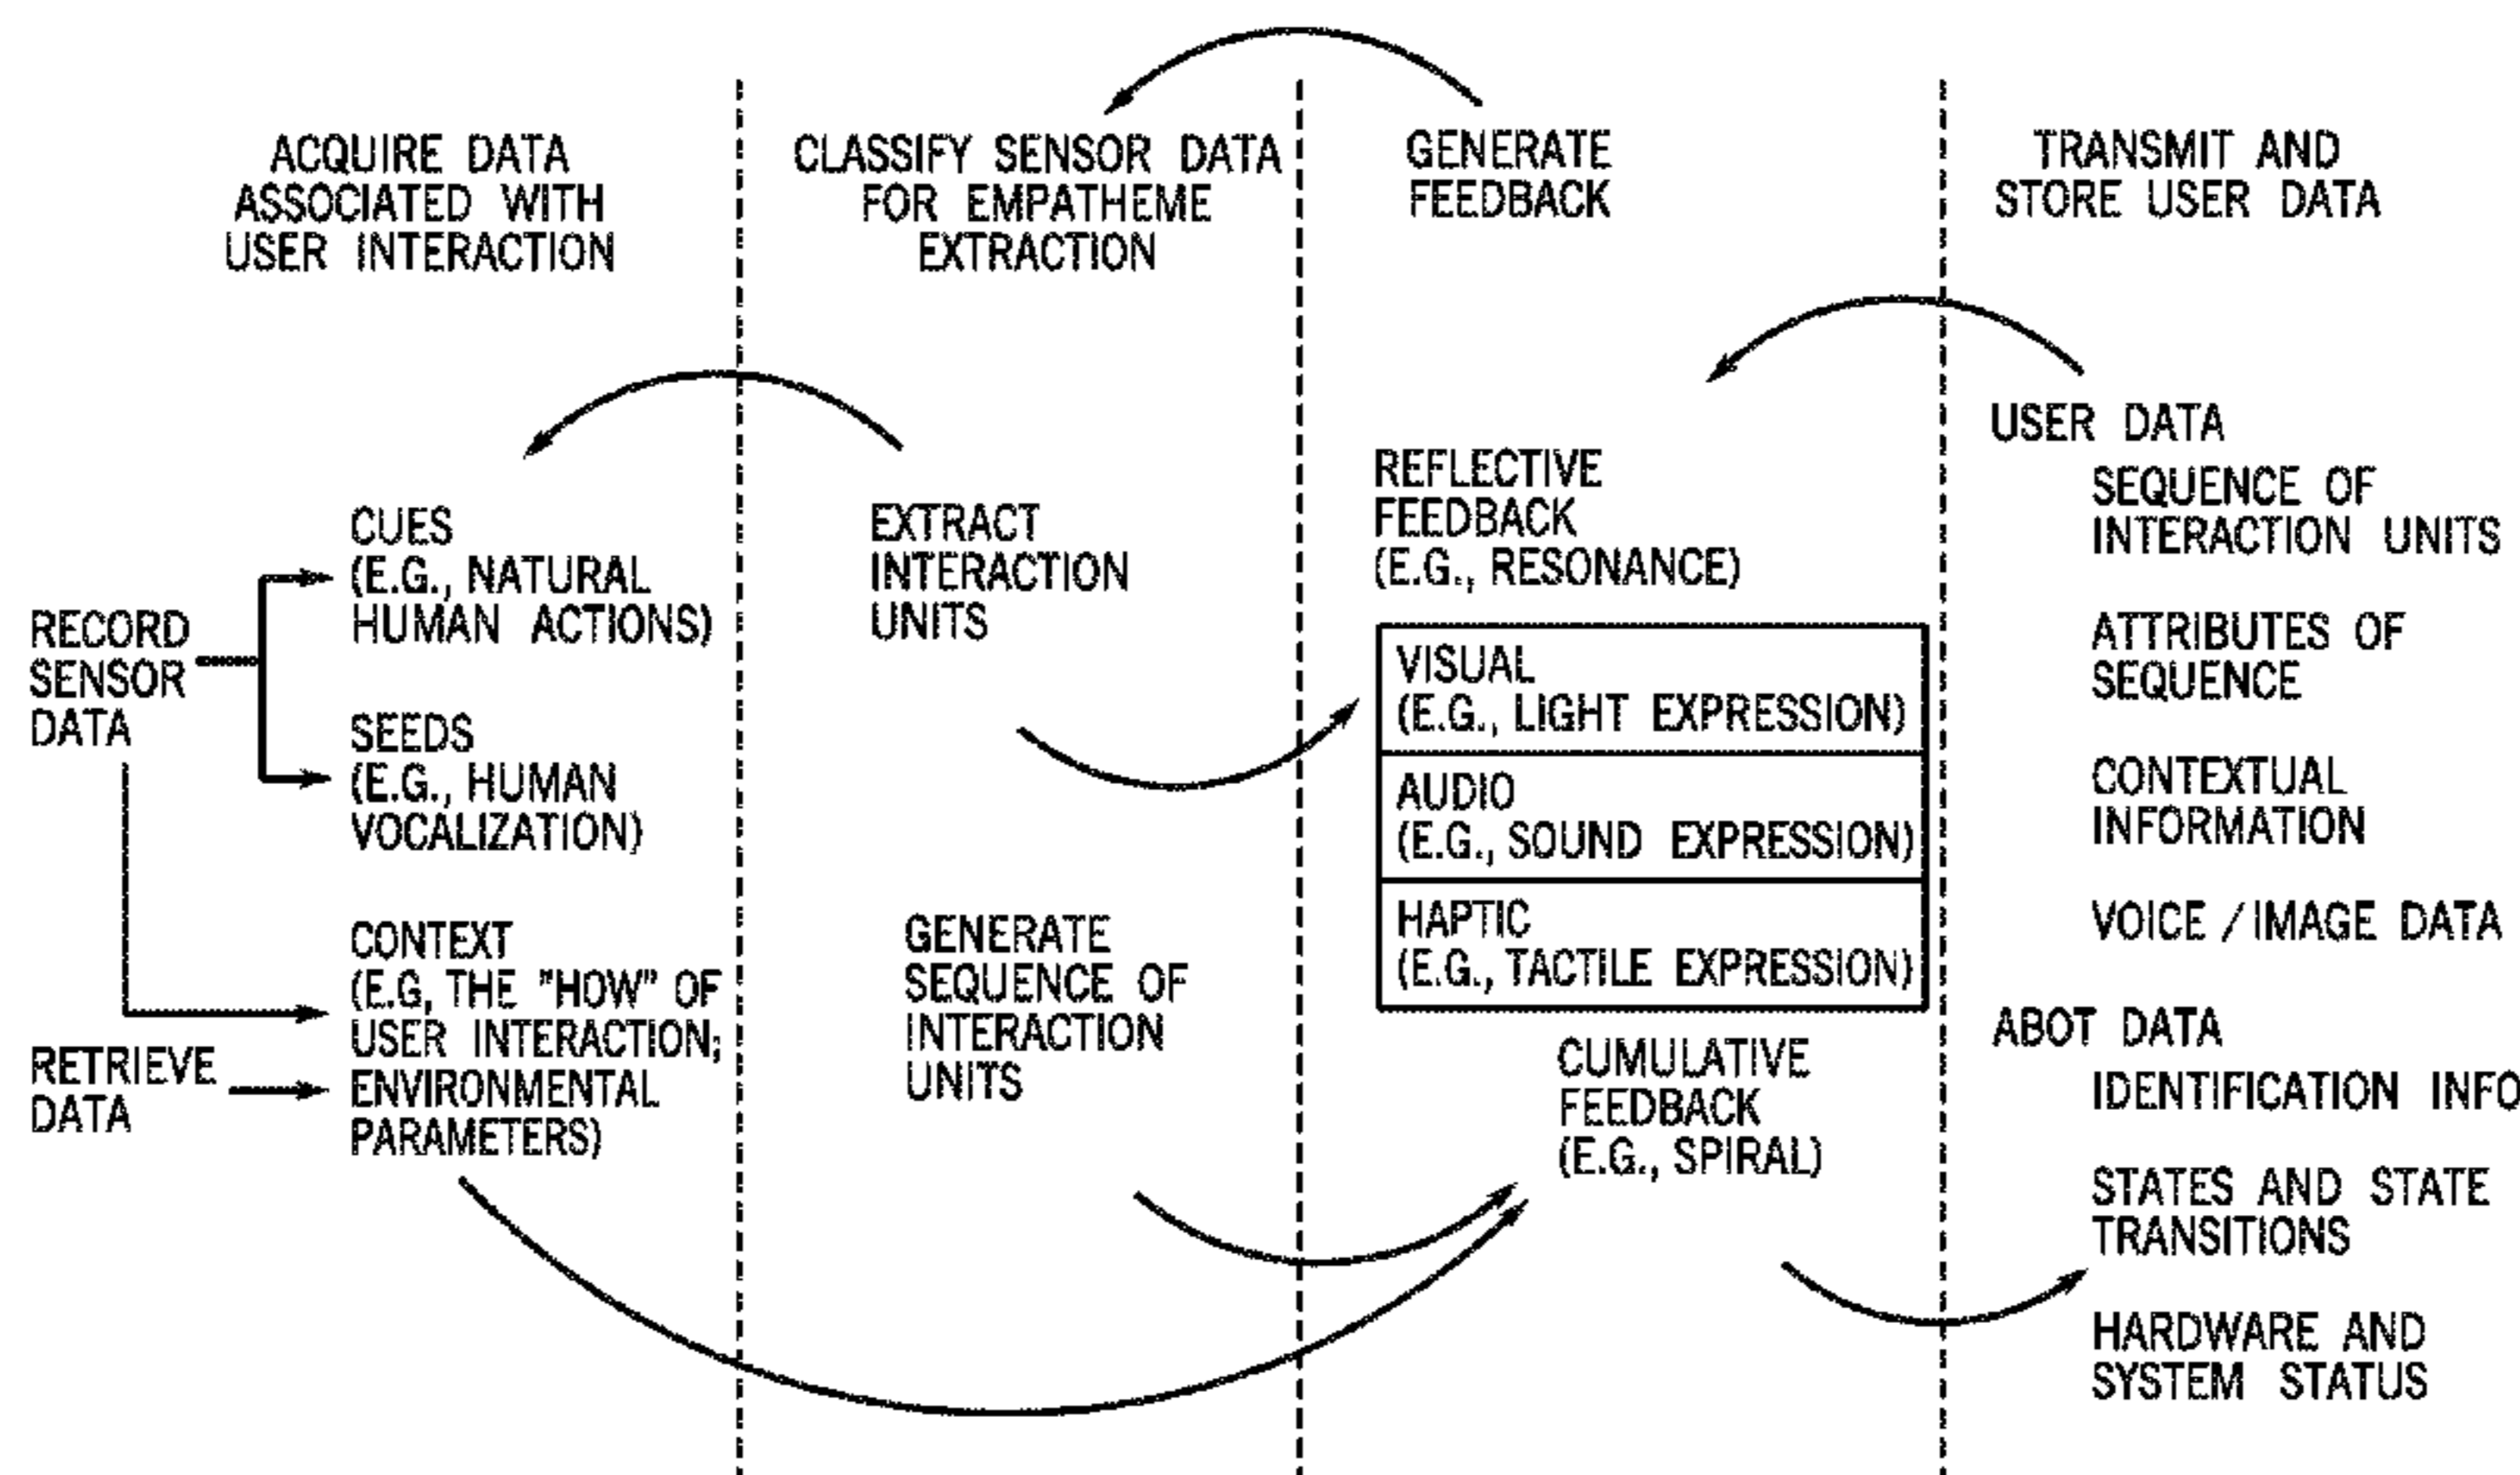 ACQUIRE DATA
ASSOCIATED WITH
USER INTERACTION
CLASSIFY SENSOR DATA
FOR EMPATHEME
EXTRACTION
GENERATE
FEEDBACK
TRANSMIT AND
STORE USER DATA
RECORD
SENSOR
DATA
RETRIEVE
DATA
CUES
(E.G., NATURAL
HUMAN ACTIONS)
SEEDS
(E.G., HUMAN
VOCALIZATION)
CONTEXT
(E.G, THE "HOW" OF
USER INTERACTION;
ENVIRONMENTAL
PARAMETERS)
EXTRACT
INTERACTION
UNITS
GENERATE
SEQUENCE OF
INTERACTION
UNITS
REFLECTIVE
FEEDBACK
(E.G., RESONANCE)
VISUAL
(E.G., LIGHT EXPRESSION)
AUDIO
(E.G., SOUND EXPRESSION)
HAPTIC
(E.G., TACTILE EXPRESSION)
CUMULATIVE
FEEDBACK
(E.G., SPIRAL)
USER DATA
SEQUENCE OF
INTERACTION UNITS
ATTRIBUTES OF
SEQUENCE
CONTEXTUAL
INFORMATION
VOICE / IMAGE DATA
ABOT DATA
IDENTIFICATION INFO
STATES AND STATE
TRANSITIONS
HARDWARE AND
SYSTEM STATUS